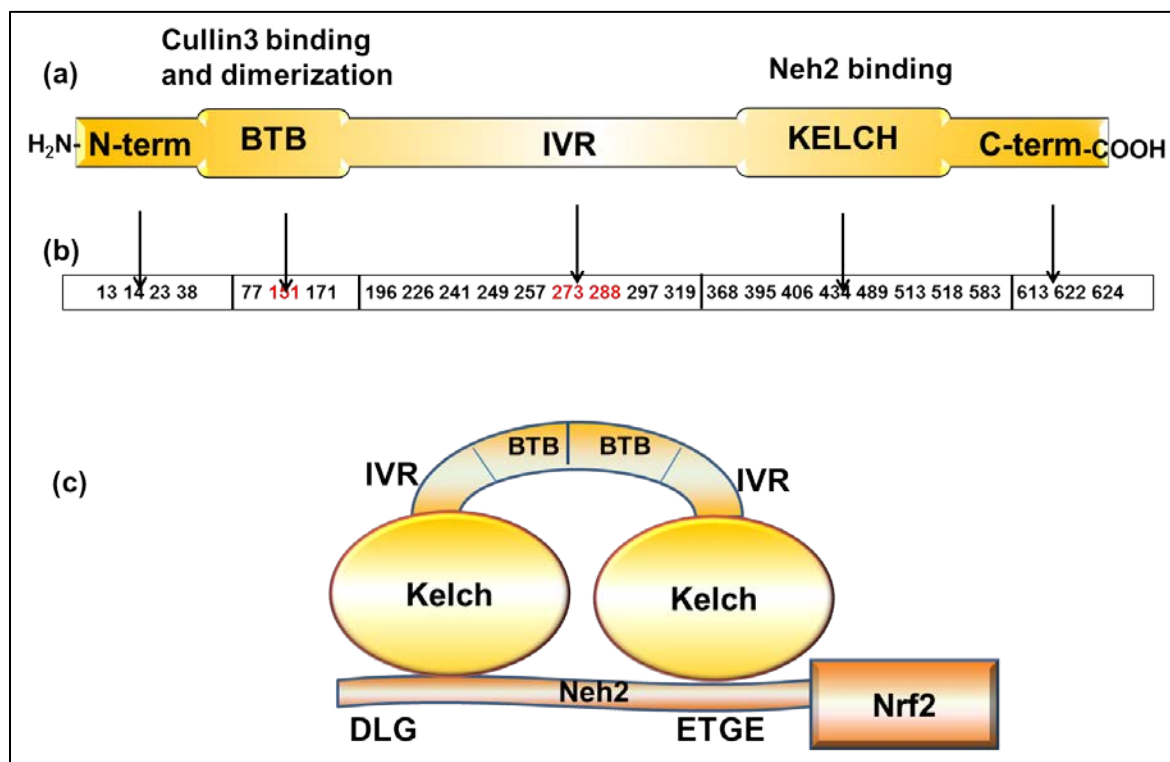 Cullin3 binding
and dimerization
Neh2 binding
(a)
H₂N- N-term BTB IVR KELCH C-term -COOH
(b)
13 14 23 38 77 151 171 196 226 241 249 257 273 288 297 319 368 395 406 434 489 513 518 583 613 622 624
(c)
BTB BTB
IVR IVR
Kelch Kelch
Neh2
Nrf2
DLG ETGE